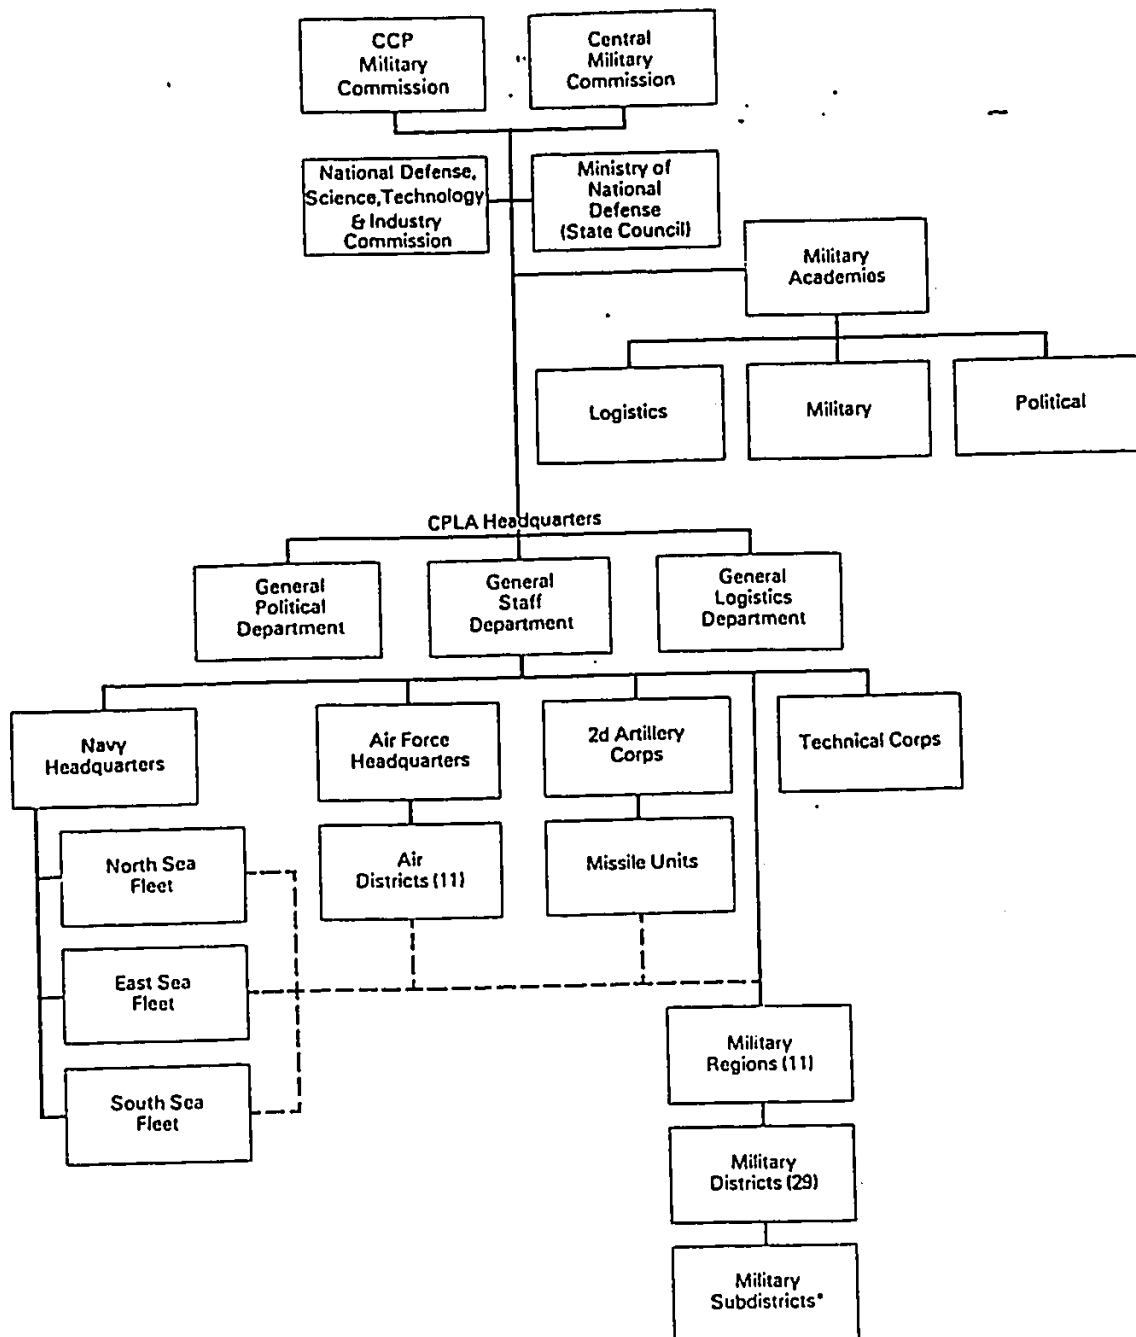 CCP
Military
Commission
Central
Military
Commission
National Defense,
Science, Technology
& Industry
Commission
Ministry of
National
Defense
(State Council)
Military
Academies
Logistics
Military
Political
CPLA Headquarters
General
Political
Department
General
Staff
Department
General
Logistics
Department
Navy
Headquarters
Air Force
Headquarters
2d Artillery
Corps
Technical Corps
North Sea
Fleet
Air
Districts (11)
Missile Units
East Sea
Fleet
South Sea
Fleet
Military
Regions (11)
Military
Districts (29)
Military
Subdistricts*